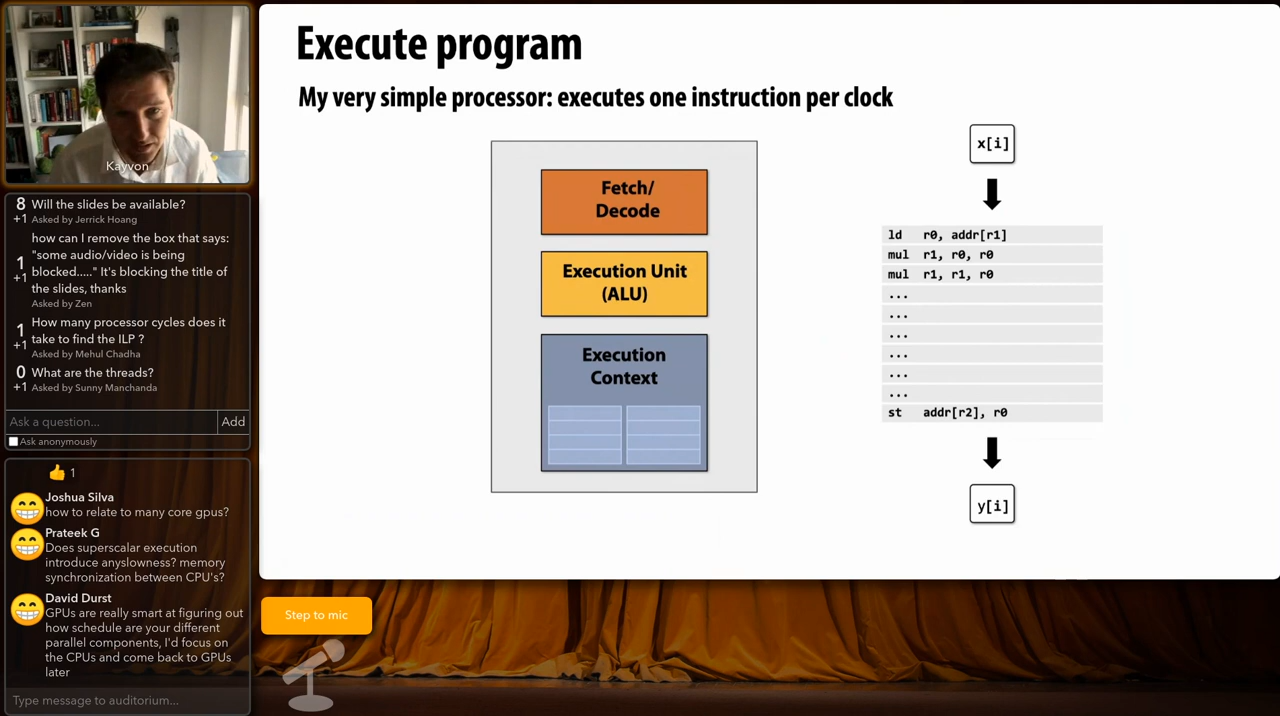 Kayvon
8
Will the slides be available?
+1
Asked by Jerrick Hoang
how can I remove the box that says:
1
"some audio/video is being
+1
blocked....." It's blocking the title of
the slides, thanks
Asked by Zen
1
How many processor cycles does it
+1
take to find the ILP ?
Asked by Mehul Chadha
0
What are the threads?
+1
Asked by Sunny Manchanda
Ask a question...
Add
Ask anonymously
👍 1
Joshua Silva
how to relate to many core gpus?
Prateek G
Does superscalar execution
introduce anyslowness? memory
synchronization between CPU's?
David Durst
GPUs are really smart at figuring out
how schedule are your different
parallel components, I'd focus on
the CPUs and come back to GPUs
later
Type message to auditorium...
Execute program
My very simple processor: executes one instruction per clock
Fetch/
Decode
Execution Unit
(ALU)
Execution
Context
x[i]
ld r0, addr[r1]
mul r1, r0, r0
mul r1, r1, r0
...
...
...
...
...
...
st addr[r2], r0
y[i]
Step to mic